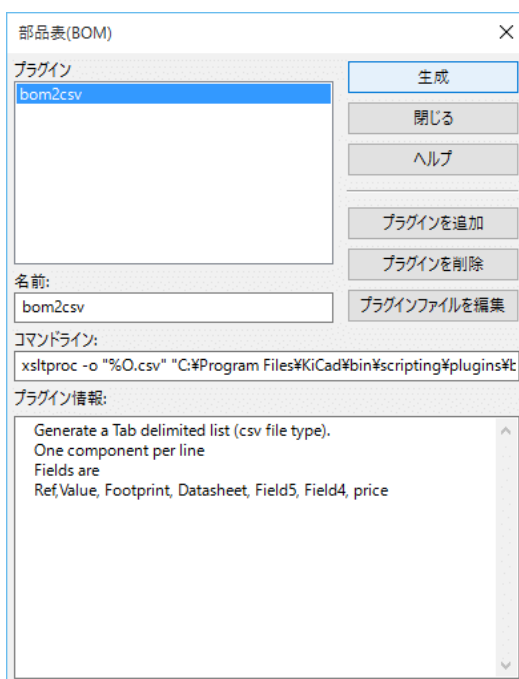 部品表(BOM)
プラグイン
bom2csv
生成
閉じる
ヘルプ
プラグインを追加
プラグインを削除
プラグインファイルを編集
名前:
bom2csv
コマンドライン:
xsltproc -o "%O.csv" "C:¥Program Files¥KiCad¥bin¥scripting¥plugins¥b
プラグイン情報:
Generate a Tab delimited list (csv file type).
One component per line
Fields are
Ref,Value, Footprint, Datasheet, Field5, Field4, price